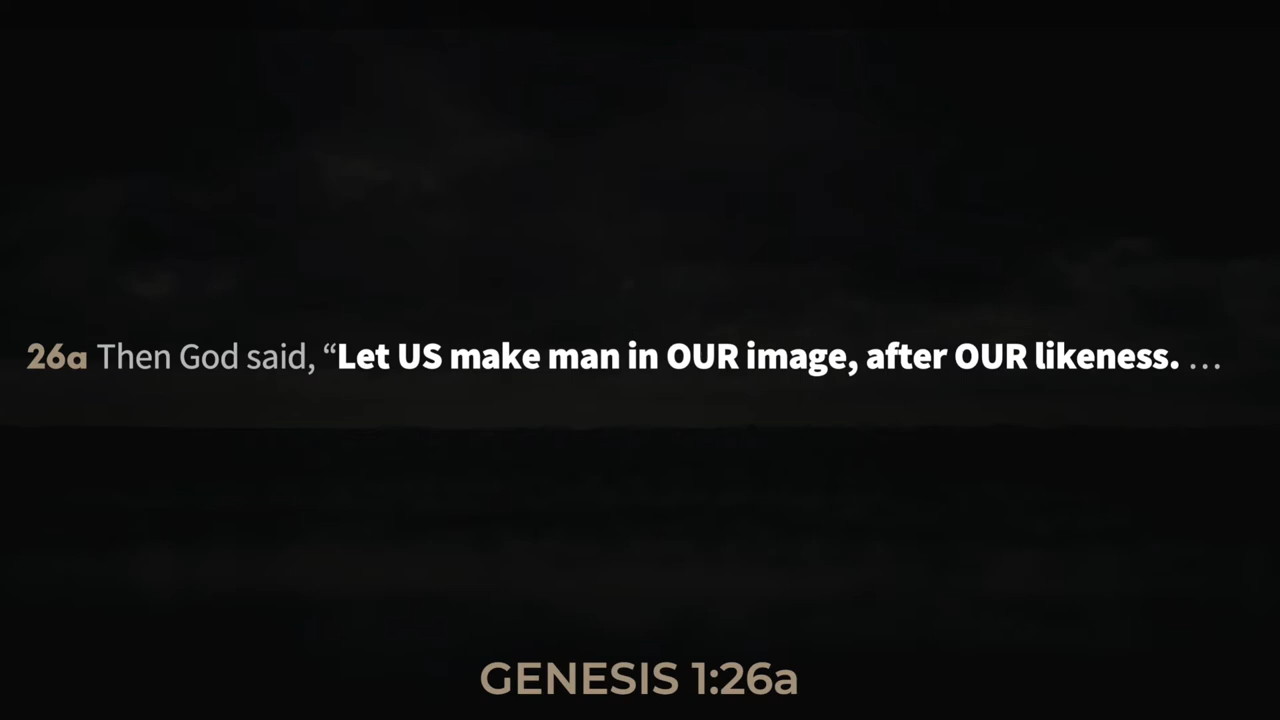 26a Then God said, “Let US make man in OUR image, after OUR likeness. …
GENESIS 1:26a